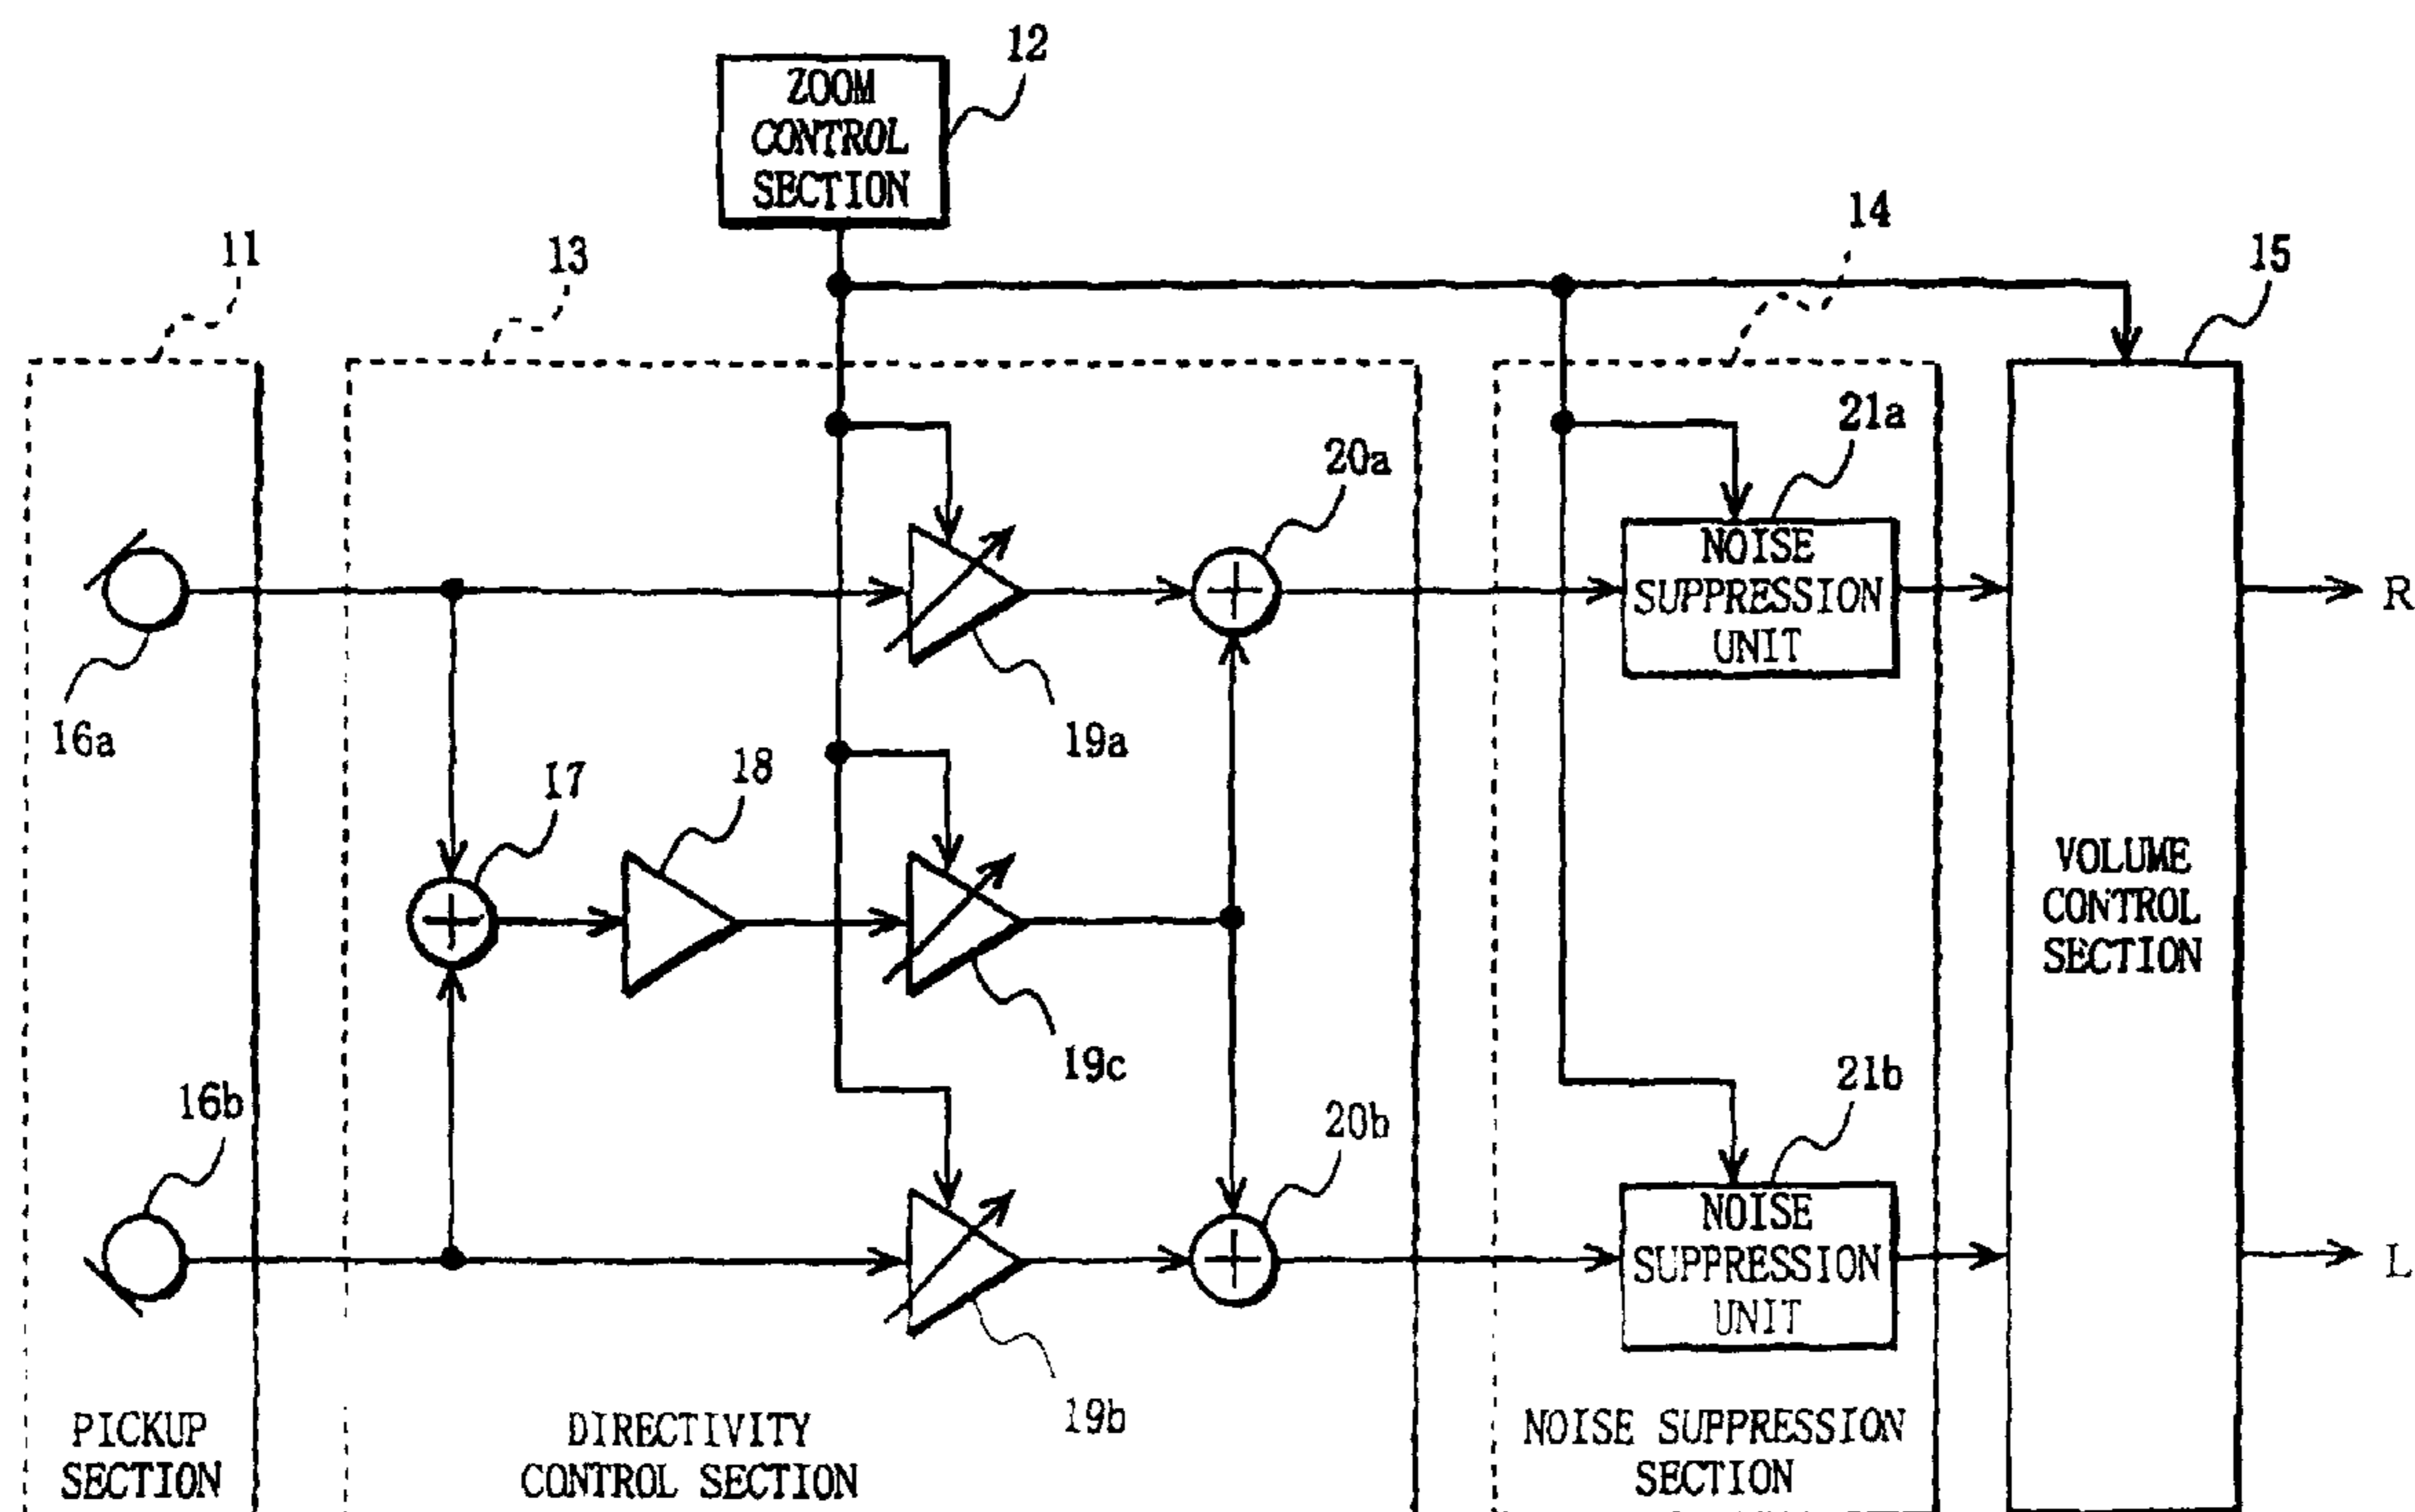 12
ZOOM
CONTROL
SECTION
11
13
14
15
21a
20a
NOISE
SUPPRESSION
UNIT
R
16a
19a
17
18
VOLUME
CONTROL
SECTION
19c
16b
21b
20b
NOISE
SUPPRESSION
UNIT
L
19b
PICKUP
SECTION
DIRECTIVITY
CONTROL SECTION
NOISE SUPPRESSION
SECTION